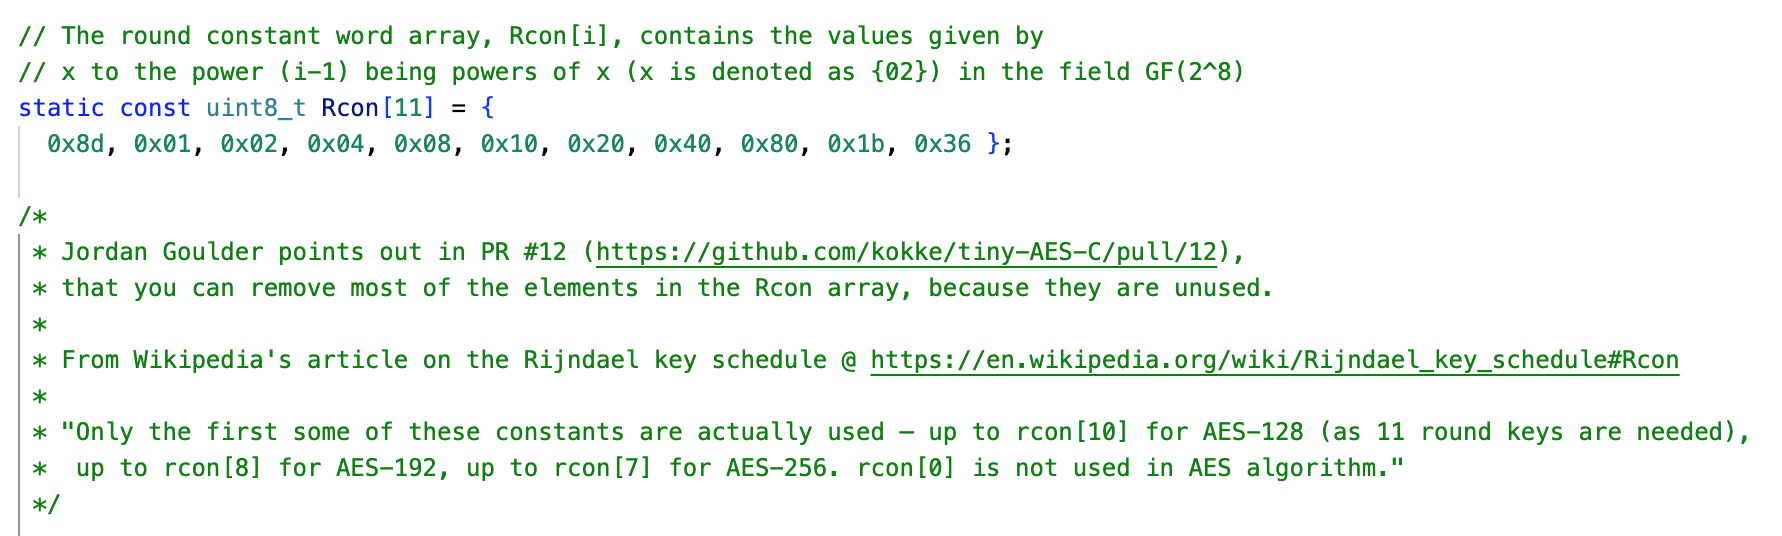 // The round constant word array, Rcon[i], contains the values given by
// x to the power (i-1) being powers of x (x is denoted as {02}) in the field GF(2^8)
static const uint8_t Rcon[11] = {
  0x8d, 0x01, 0x02, 0x04, 0x08, 0x10, 0x20, 0x40, 0x80, 0x1b, 0x36 };

/*
 * Jordan Goulder points out in PR #12 (https://github.com/kokke/tiny-AES-C/pull/12),
 * that you can remove most of the elements in the Rcon array, because they are unused.
 *
 * From Wikipedia's article on the Rijndael key schedule @ https://en.wikipedia.org/wiki/Rijndael_key_schedule#Rcon
 *
 * "Only the first some of these constants are actually used – up to rcon[10] for AES-128 (as 11 round keys are needed),
 *  up to rcon[8] for AES-192, up to rcon[7] for AES-256. rcon[0] is not used in AES algorithm."
 */